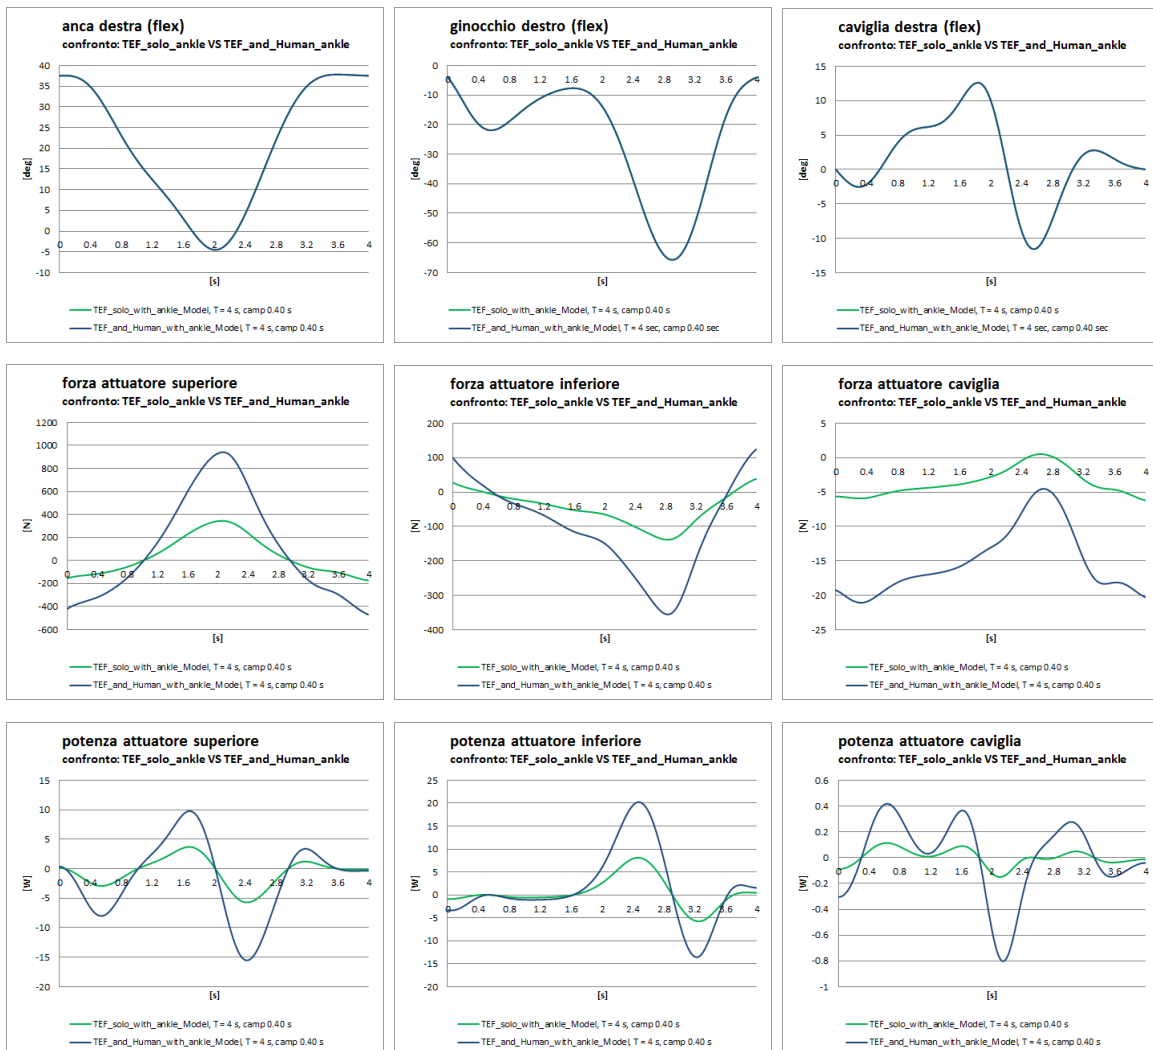 anca destra (flex)
confronto: TEF_solo_ankle VS TEF_and_Human_ankle
40
35
30
25
20
15
10
5
0
-5
-10
[deg]
0 0.4 0.8 1.2 1.6 2 2.4 2.8 3.2 3.6 4
[s]
TEF_solo_with_ankle_Model, T = 4 s, camp 0.40 s
TEF_and_Human_with_ankle_Model, T = 4 s, camp 0.40 s
ginocchio destro (flex)
confronto: TEF_solo_ankle VS TEF_and_Human_ankle
0
-10
-20
-30
-40
-50
-60
-70
[deg]
0 0.4 0.8 1.2 1.6 2 2.4 2.8 3.2 3.6 4
[s]
TEF_solo_with_ankle_Model, T = 4 s, camp 0.40 s
TEF_and_Human_with_ankle_Model, T = 4 sec, camp 0.40 sec
caviglia destra (flex)
confronto: TEF_solo_ankle VS TEF_and_Human_ankle
15
10
5
0
-5
-10
-15
[deg]
0 0.4 0.8 1.2 1.6 2 2.4 2.8 3.2 3.6 4
[s]
TEF_solo_with_ankle_Model, T = 4 s, camp 0.40 s
TEF_and_Human_with_ankle_Model, T = 4 sec, camp 0.40 sec
forza attuatore superiore
confronto: TEF_solo_ankle VS TEF_and_Human_ankle
1200
1000
800
600
400
200
0
-200
-400
-600
[N]
0 0.4 0.8 1.2 1.6 2 2.4 2.8 3.2 3.6 4
[s]
TEF_solo_with_ankle_Model, T = 4 s, camp 0.40 s
TEF_and_Human_with_ankle_Model, T = 4 s, camp 0.40 s
forza attuatore inferiore
confronto: TEF_solo_ankle VS TEF_and_Human_ankle
200
100
0
-100
-200
-300
-400
[N]
0 0.4 0.8 1.2 1.6 2 2.4 2.8 3.2 3.6 4
[s]
TEF_solo_with_ankle_Model, T = 4 s, camp 0.40 s
TEF_and_Human_with_ankle_Model, T = 4 s, camp 0.40 s
forza attuatore caviglia
confronto: TEF_solo_ankle VS TEF_and_Human_ankle
5
0
-5
-10
-15
-20
-25
[N]
0 0.4 0.8 1.2 1.6 2 2.4 2.8 3.2 3.6 4
[s]
TEF_solo_with_ankle_Model, T = 4 s, camp 0.40 s
TEF_and_Human_with_ankle_Model, T = 4 s, camp 0.40 s
potenza attuatore superiore
confronto: TEF_solo_ankle VS TEF_and_Human_ankle
15
10
5
0
-5
-10
-15
-20
[W]
0 0.4 0.8 1.2 1.6 2 2.4 2.8 3.2 3.6 4
[s]
TEF_solo_with_ankle_Model, T = 4 s, camp 0.40 s
TEF_and_Human_with_ankle_Model, T = 4 s, camp 0.40 s
potenza attuatore inferiore
confronto: TEF_solo_ankle VS TEF_and_Human_ankle
25
20
15
10
5
0
-5
-10
-15
-20
[W]
0 0.4 0.8 1.2 1.6 2 2.4 2.8 3.2 3.6 4
[s]
TEF_solo_with_ankle_Model, T = 4 s, camp 0.40 s
TEF_and_Human_with_ankle_Model, T = 4 s, camp 0.40 s
potenza attuatore caviglia
confronto: TEF_solo_ankle VS TEF_and_Human_ankle
0.6
0.4
0.2
0
-0.2
-0.4
-0.6
-0.8
-1
[W]
0 0.4 0.8 1.2 1.6 2 2.4 2.8 3.2 3.6 4
[s]
TEF_solo_with_ankle_Model, T = 4 s, camp 0.40 s
TEF_and_Human_with_ankle_Model, T = 4 s, camp 0.40 s